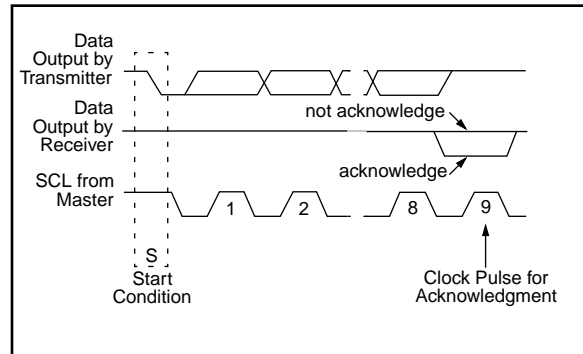 Data
Output by
Transmitter
Data
Output by
Receiver
not acknowledge
acknowledge
SCL from
Master
1
2
8
9
S
Start
Condition
Clock Pulse for
Acknowledgment